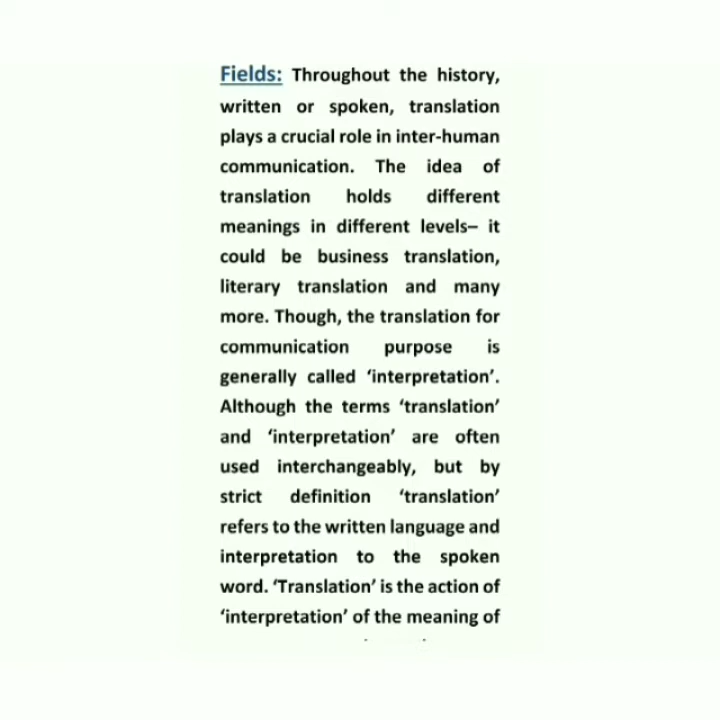 Fields: Throughout the history,
written or spoken, translation
plays a crucial role in inter-human
communication. The idea of
translation holds different
meanings in different levels– it
could be business translation,
literary translation and many
more. Though, the translation for
communication purpose is
generally called ‘interpretation’.
Although the terms ‘translation’
and ‘interpretation’ are often
used interchangeably, but by
strict definition ‘translation’
refers to the written language and
interpretation to the spoken
word. ‘Translation’ is the action of
‘interpretation’ of the meaning of